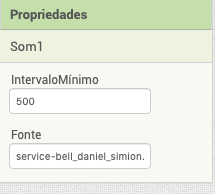 Propriedades
Som1
IntervaloMínimo
500
Fonte
service-bell_daniel_simion.